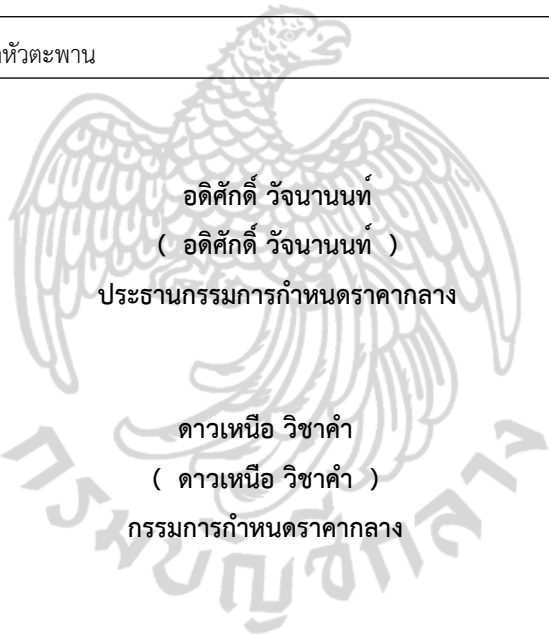 หัวตะพาน
อดิศักดิ์ วัจนานนท์
( อดิศักดิ์ วัจนานนท์ )
ประธานกรรมการกำหนดราคากลาง
ดาวเหนือ วิชาคำ
( ดาวเหนือ วิชาคำ )
กรรมการกำหนดราคากลาง
กรมบัญชีกลาง